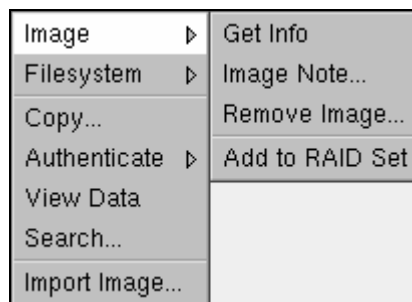 Image
Filesystem
Copy...
Authenticate
View Data
Search...
Import Image...
Get Info
Image Note...
Remove Image...
Add to RAID Set